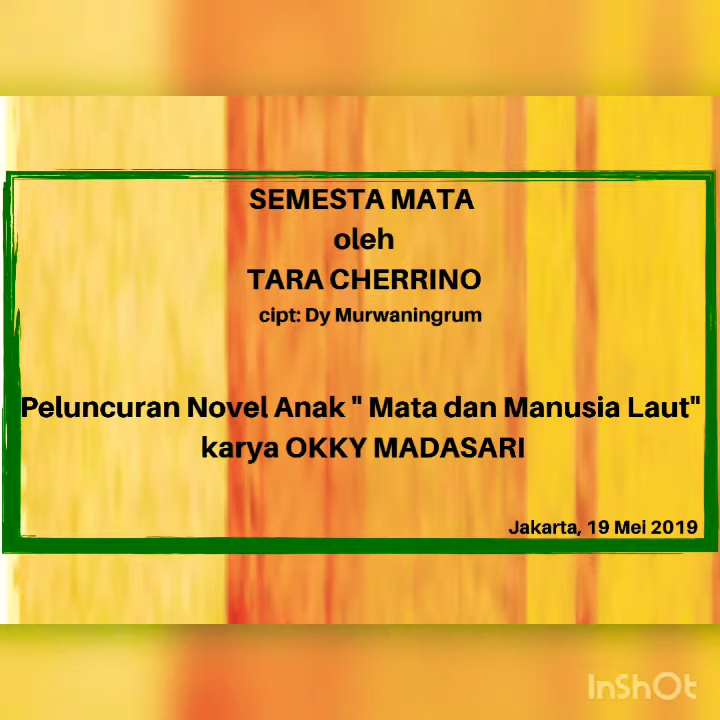 SEMESTA MATA
oleh
TARA CHERRINO
cipt: Dy Murwaningrum
Peluncuran Novel Anak " Mata dan Manusia Laut"
karya OKKY MADASARI
Jakarta, 19 Mei 2019
InShOt